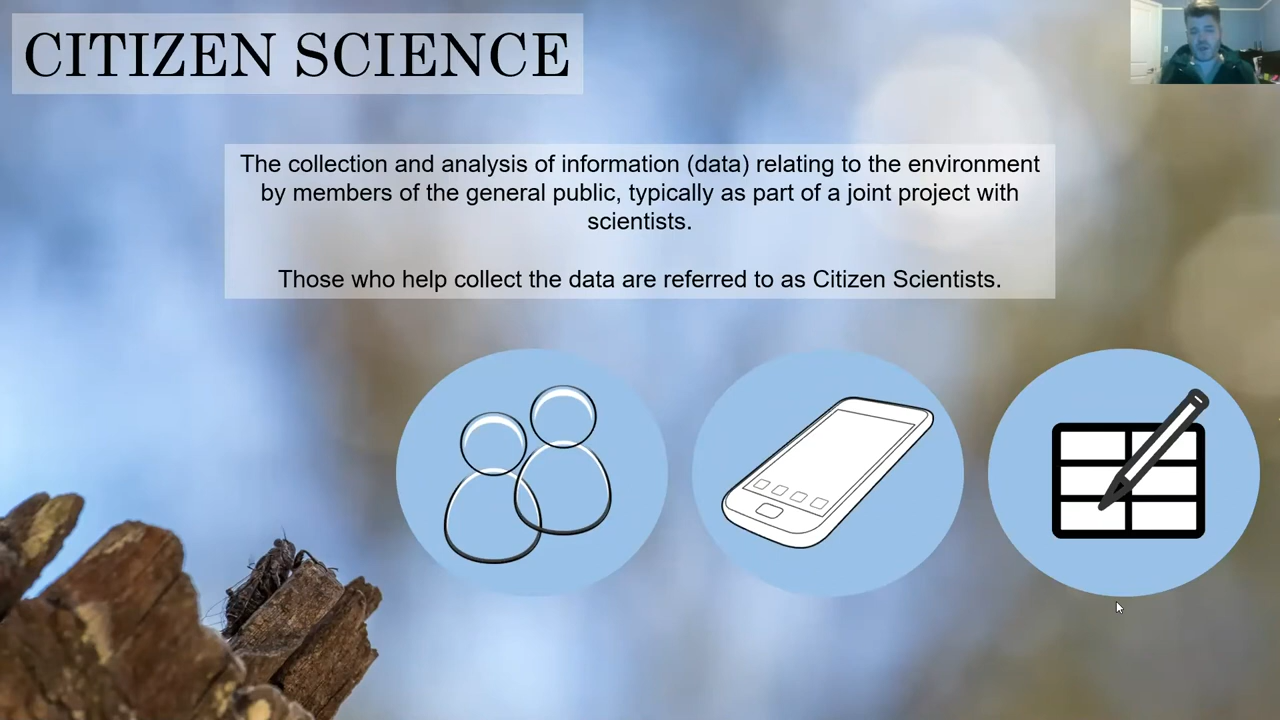 CITIZEN SCIENCE
The collection and analysis of information (data) relating to the environment
by members of the general public, typically as part of a joint project with
scientists.
Those who help collect the data are referred to as Citizen Scientists.